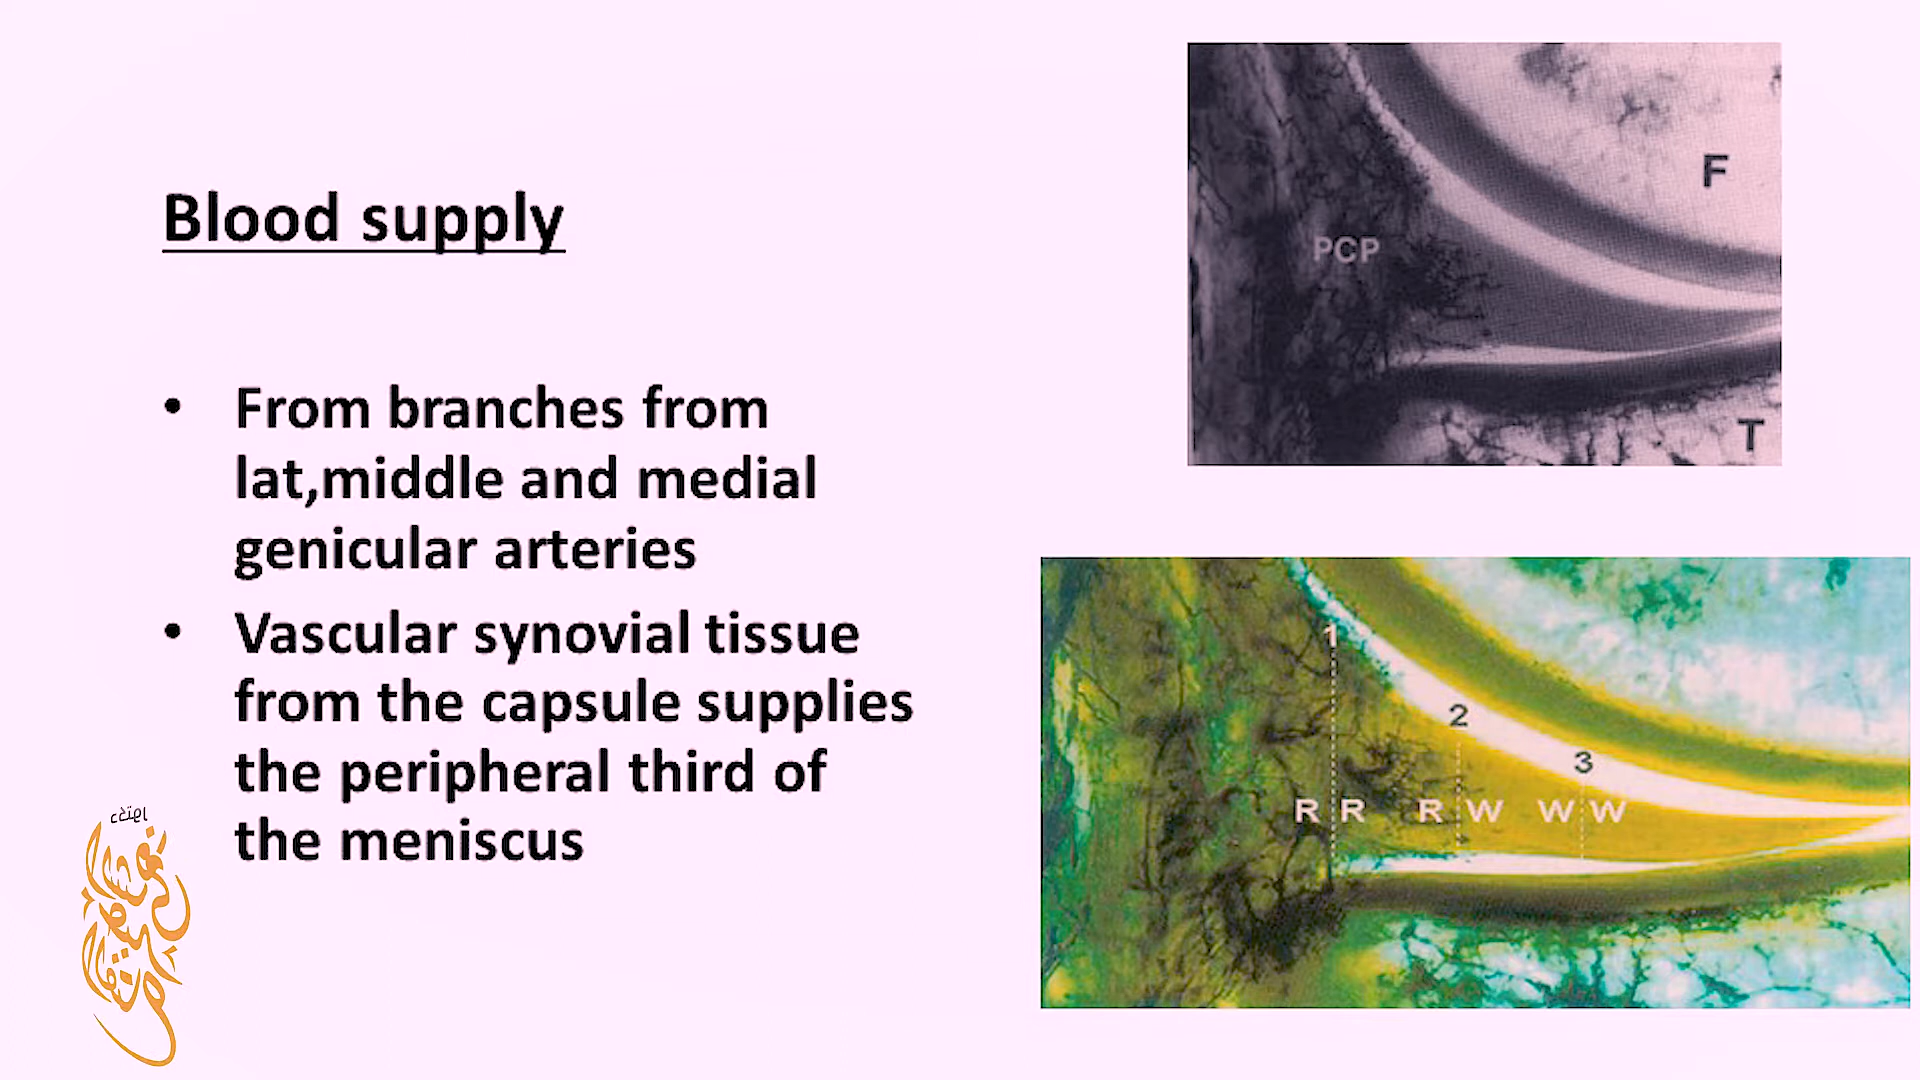 Blood supply
• From branches from
lat,middle and medial
genicular arteries
• Vascular synovial tissue
from the capsule supplies
the peripheral third of
the meniscus
F
PCP
T
1
2
3
R R R W W W